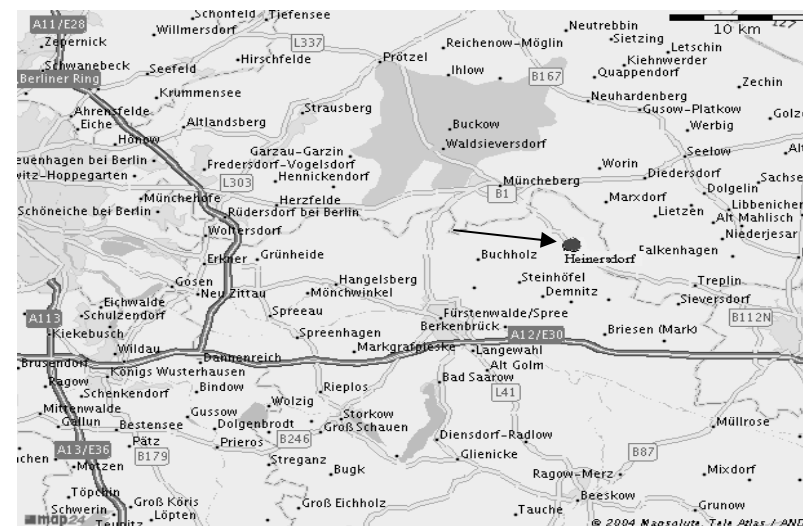 Schönfeld
Tiefensee
A11/E28
Willmersdorf
Neutrebbin
10 km
Zepernick
L337
Reichenow-Möglin
Sietzing
Letschin
Schwanebeck
Seefeld
Hirschfelde
Prötzel
Kiehnwerder
Berliner Ring
Ihlow
B167
Quappendorf
Zechin
Krummensee
Neuhardenberg
Ahrensfelde
Strausberg
Gusow-Platkow
Eiche
Altlandsberg
Buckow
Werbig
Hönow
Waldsieversdorf
Garzau-Garzin
Seelow
euenhagen bei Berlin
Fredersdorf-Vogelsdorf
Worin
Diedersdorf
witz-Hoppegarten
L303
Hennickendorf
Müncheberg
Dolgelin
Sachse
Münchehofe
Herzfelde
B1
Marxdorf
Libbenicher
Schöneiche bei Berlin
Rüdersdorf bei Berlin
Lietzen
Alt Mahlisch
Woltersdorf
Niederjesar
Erkner
Grünheide
Buchholz
Heinersdorf
Falkenhagen
Gosen
Hangelsberg
Steinhöfel
Treplin
Neu Zittau
Mönchwinkel
Demnitz
Sieversdorf
Eichwalde
Schulzendorf
Spreeau
Fürstenwalde/Spree
B112N
A113
Berkenbrück
A12/E30
Briesen (Mark)
Kiekebusch
Spreenhagen
Wildau
Markgrafpieske
Langewahl
Brusendorf
Dannenreich
Alt Golm
Königs Wusterhausen
Ragow
Bindow
Rieplos
Bad Saarow
Schenkendorf
L41
Mittenwalde
Gussow
Wolzig
Storkow
Gallun
Bestensee
Dolgenbrodt
Groß Schauen
Müllrose
Pätz
Prieros
B246
Diensdorf-Radlow
A13/E36
B179
Streganz
Glienicke
B87
Motzen
Bugk
Ragow-Merz
Mixdorf
Töpchin
Groß Köris
Beeskow
Schwerin
Löpten
Groß Eichholz
Tauche
Grunow
map24
Teupitz
© 2004 Mapsolute, Tele Atlas / ANT